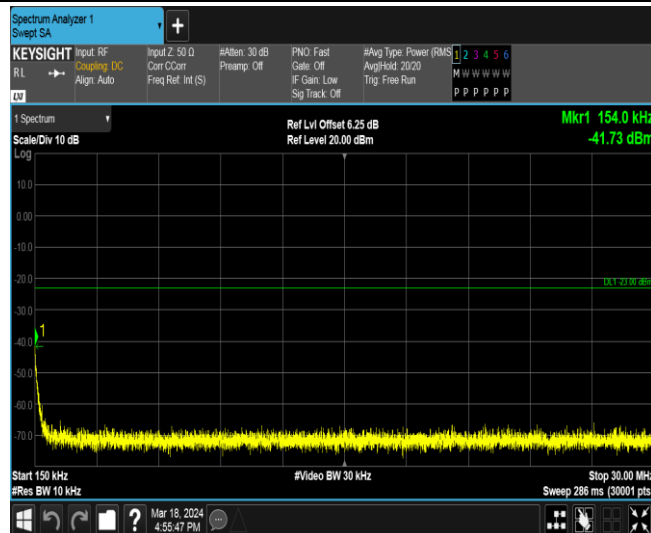 Spectrum Analyzer 1
Swept SA
+
KEYSIGHT
RL
LXI
Input: RF
Coupling: DC
Align: Auto
Input Z: 50 Ω
Corr CCorr
Freq Ref: Int (S)
#Atten: 30 dB
Preamp: Off
PNO: Fast
Gate: Off
IF Gain: Low
Sig Track: Off
#Avg Type: Power (RMS
Avg|Hold: 20/20
Trig: Free Run
1 2 3 4 5 6
M W W W W W
P P P P P P
1 Spectrum
Scale/Div 10 dB
Ref Lvl Offset 6.25 dB
Ref Level 20.00 dBm
Mkr1 154.0 kHz
-41.73 dBm
Log
10.0
0.00
-10.0
-20.0
DL1 -23.00 dBm
-30.0
1
-40.0
-50.0
-60.0
-70.0
Start 150 kHz
#Video BW 30 kHz
Stop 30.00 MHz
#Res BW 10 kHz
Sweep 286 ms (30001 pts
?
Mar 18, 2024
4:55:47 PM